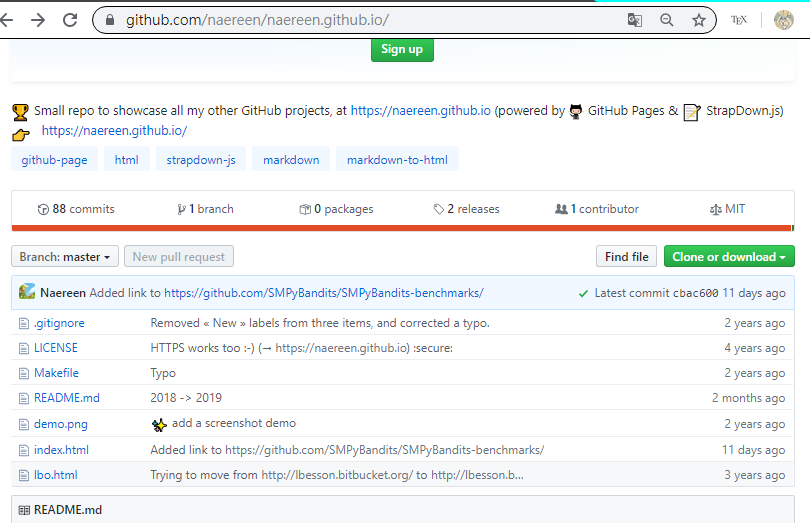 github.com/naereen/naereen.github.io/
TEX
Sign up
Small repo to showcase all my other GitHub projects, at https://naereen.github.io (powered by GitHub Pages & StrapDown.js)
https://naereen.github.io/
github-page html strapdown-js markdown markdown-to-html
88 commits 1 branch 0 packages 2 releases 1 contributor MIT
Branch: master New pull request Find file Clone or download
Naereen Added link to https://github.com/SMPyBandits/SMPyBandits-benchmarks/ Latest commit cbac600 11 days ago
.gitignore Removed « New » labels from three items, and corrected a typo. 2 years ago
LICENSE HTTPS works too :-) (→ https://naereen.github.io) :secure: 4 years ago
Makefile Typo 2 years ago
README.md 2018 -> 2019 2 months ago
demo.png add a screenshot demo 2 years ago
index.html Added link to https://github.com/SMPyBandits/SMPyBandits-benchmarks/ 11 days ago
lbo.html Trying to move from http://lbesson.bitbucket.org/ to http://lbesson.b... 3 years ago
README.md